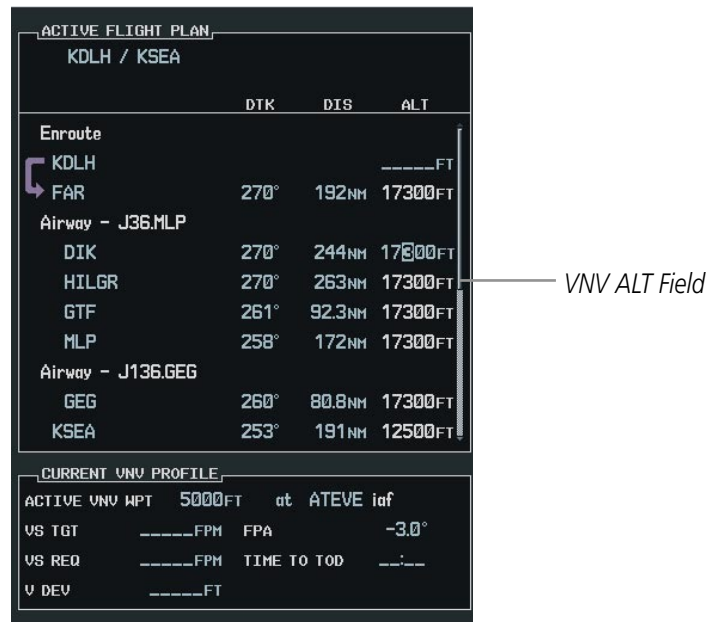 ACTIVE FLIGHT PLAN
KDLH / KSEA
DTK DIS ALT
Enroute
KDLH _____FT
FAR 270° 192NM 17300FT
Airway - J36.MLP
DIK 270° 244NM 17300FT
HILGR 270° 263NM 17300FT
VNV ALT Field
GTF 261° 92.3NM 17300FT
MLP 258° 172NM 17300FT
Airway - J136.GEG
GEG 260° 80.8NM 17300FT
KSEA 253° 191NM 12500FT
CURRENT VNV PROFILE
ACTIVE VNV WPT 5000FT at ATEVE iaf
VS TGT _____FPM FPA -3.0°
VS REQ _____FPM TIME TO TOD __:__
V DEV _____FT